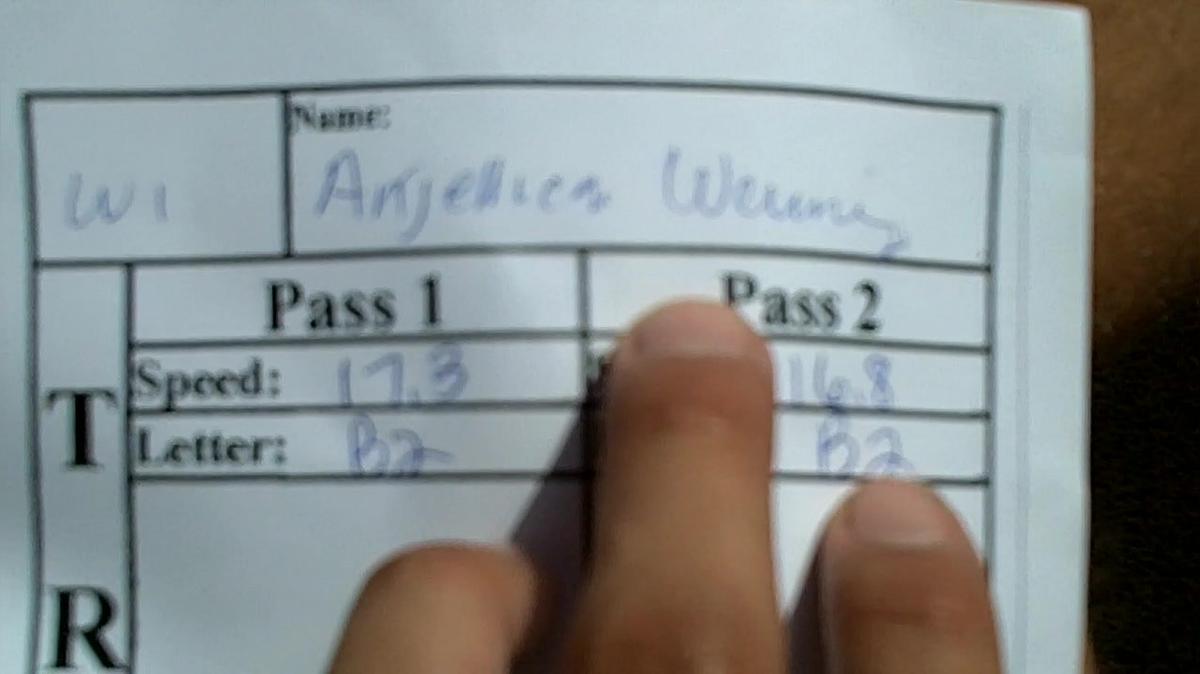 Name:
W1 Anjellica
Pass 1 Pass 2
Speed: 17.3 16.8
Letter: B2 B2
T
R